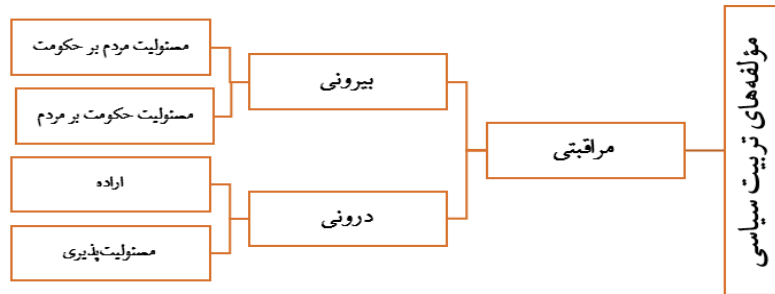 مؤلفه‌های تربیت سیاسی
مراقبتی
بیرونی
مسئولیت مردم بر حکومت
مسئولیت حکومت بر مردم
درونی
اراده
مسئولیت‌پذیری